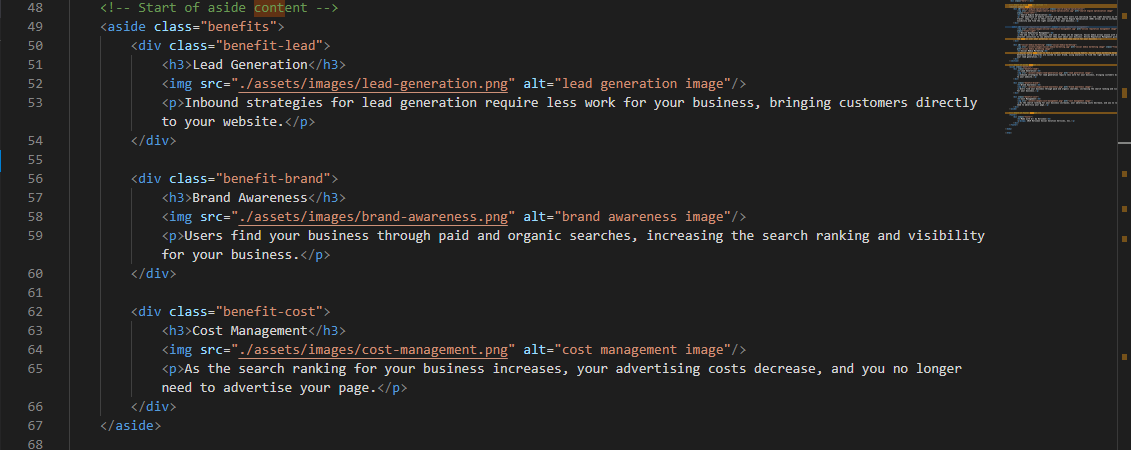 48 <!-- Start of aside content -->
49 <aside class="benefits">
50 <div class="benefit-lead">
51 <h3>Lead Generation</h3>
52 <img src="./assets/images/lead-generation.png" alt="lead generation image"/>
53 <p>Inbound strategies for lead generation require less work for your business, bringing customers directly
to your website.</p>
54 </div>
55
56 <div class="benefit-brand">
57 <h3>Brand Awareness</h3>
58 <img src="./assets/images/brand-awareness.png" alt="brand awareness image"/>
59 <p>Users find your business through paid and organic searches, increasing the search ranking and visibility
for your business.</p>
60 </div>
61
62 <div class="benefit-cost">
63 <h3>Cost Management</h3>
64 <img src="./assets/images/cost-management.png" alt="cost management image"/>
65 <p>As the search ranking for your business increases, your advertising costs decrease, and you no longer
need to advertise your page.</p>
66 </div>
67 </aside>
68